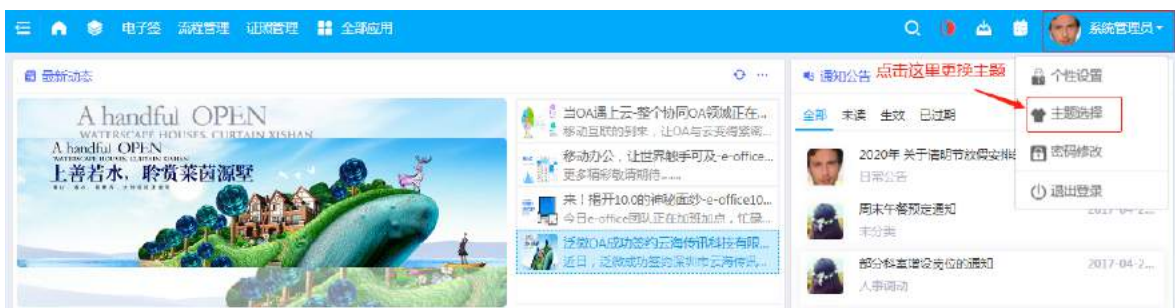 电子签 流程管理 证照管理 全部应用
系统管理员
最新动态
A handful OPEN
WATERSCAPE HOUSES, CURTAIN XISHAN
A handful OPEN
上善若水，聆赏莱茵源墅
当OA遇上云-整个协同OA领域正在...
移动互联的到来，让OA与云变得紧密...
移动办公，让世界触手可及-e-office...
更多精彩敬请期待......
来！揭开10.0的神秘面纱-e-office10...
今日e-office团队正在加班加点，忙碌...
泛微OA成功签约云海传讯科技有限...
近日，泛微成功签约深圳市云海传讯...
通知公告
点击这里更换主题
全部 未读 生效 已过期
2020年 关于清明节放假安排
日常公告
周末午餐预定通知
2017-04-2...
未分类
部分科室增设岗位的通知
2017-04-2...
人事调动
个性设置
主题选择
密码修改
退出登录